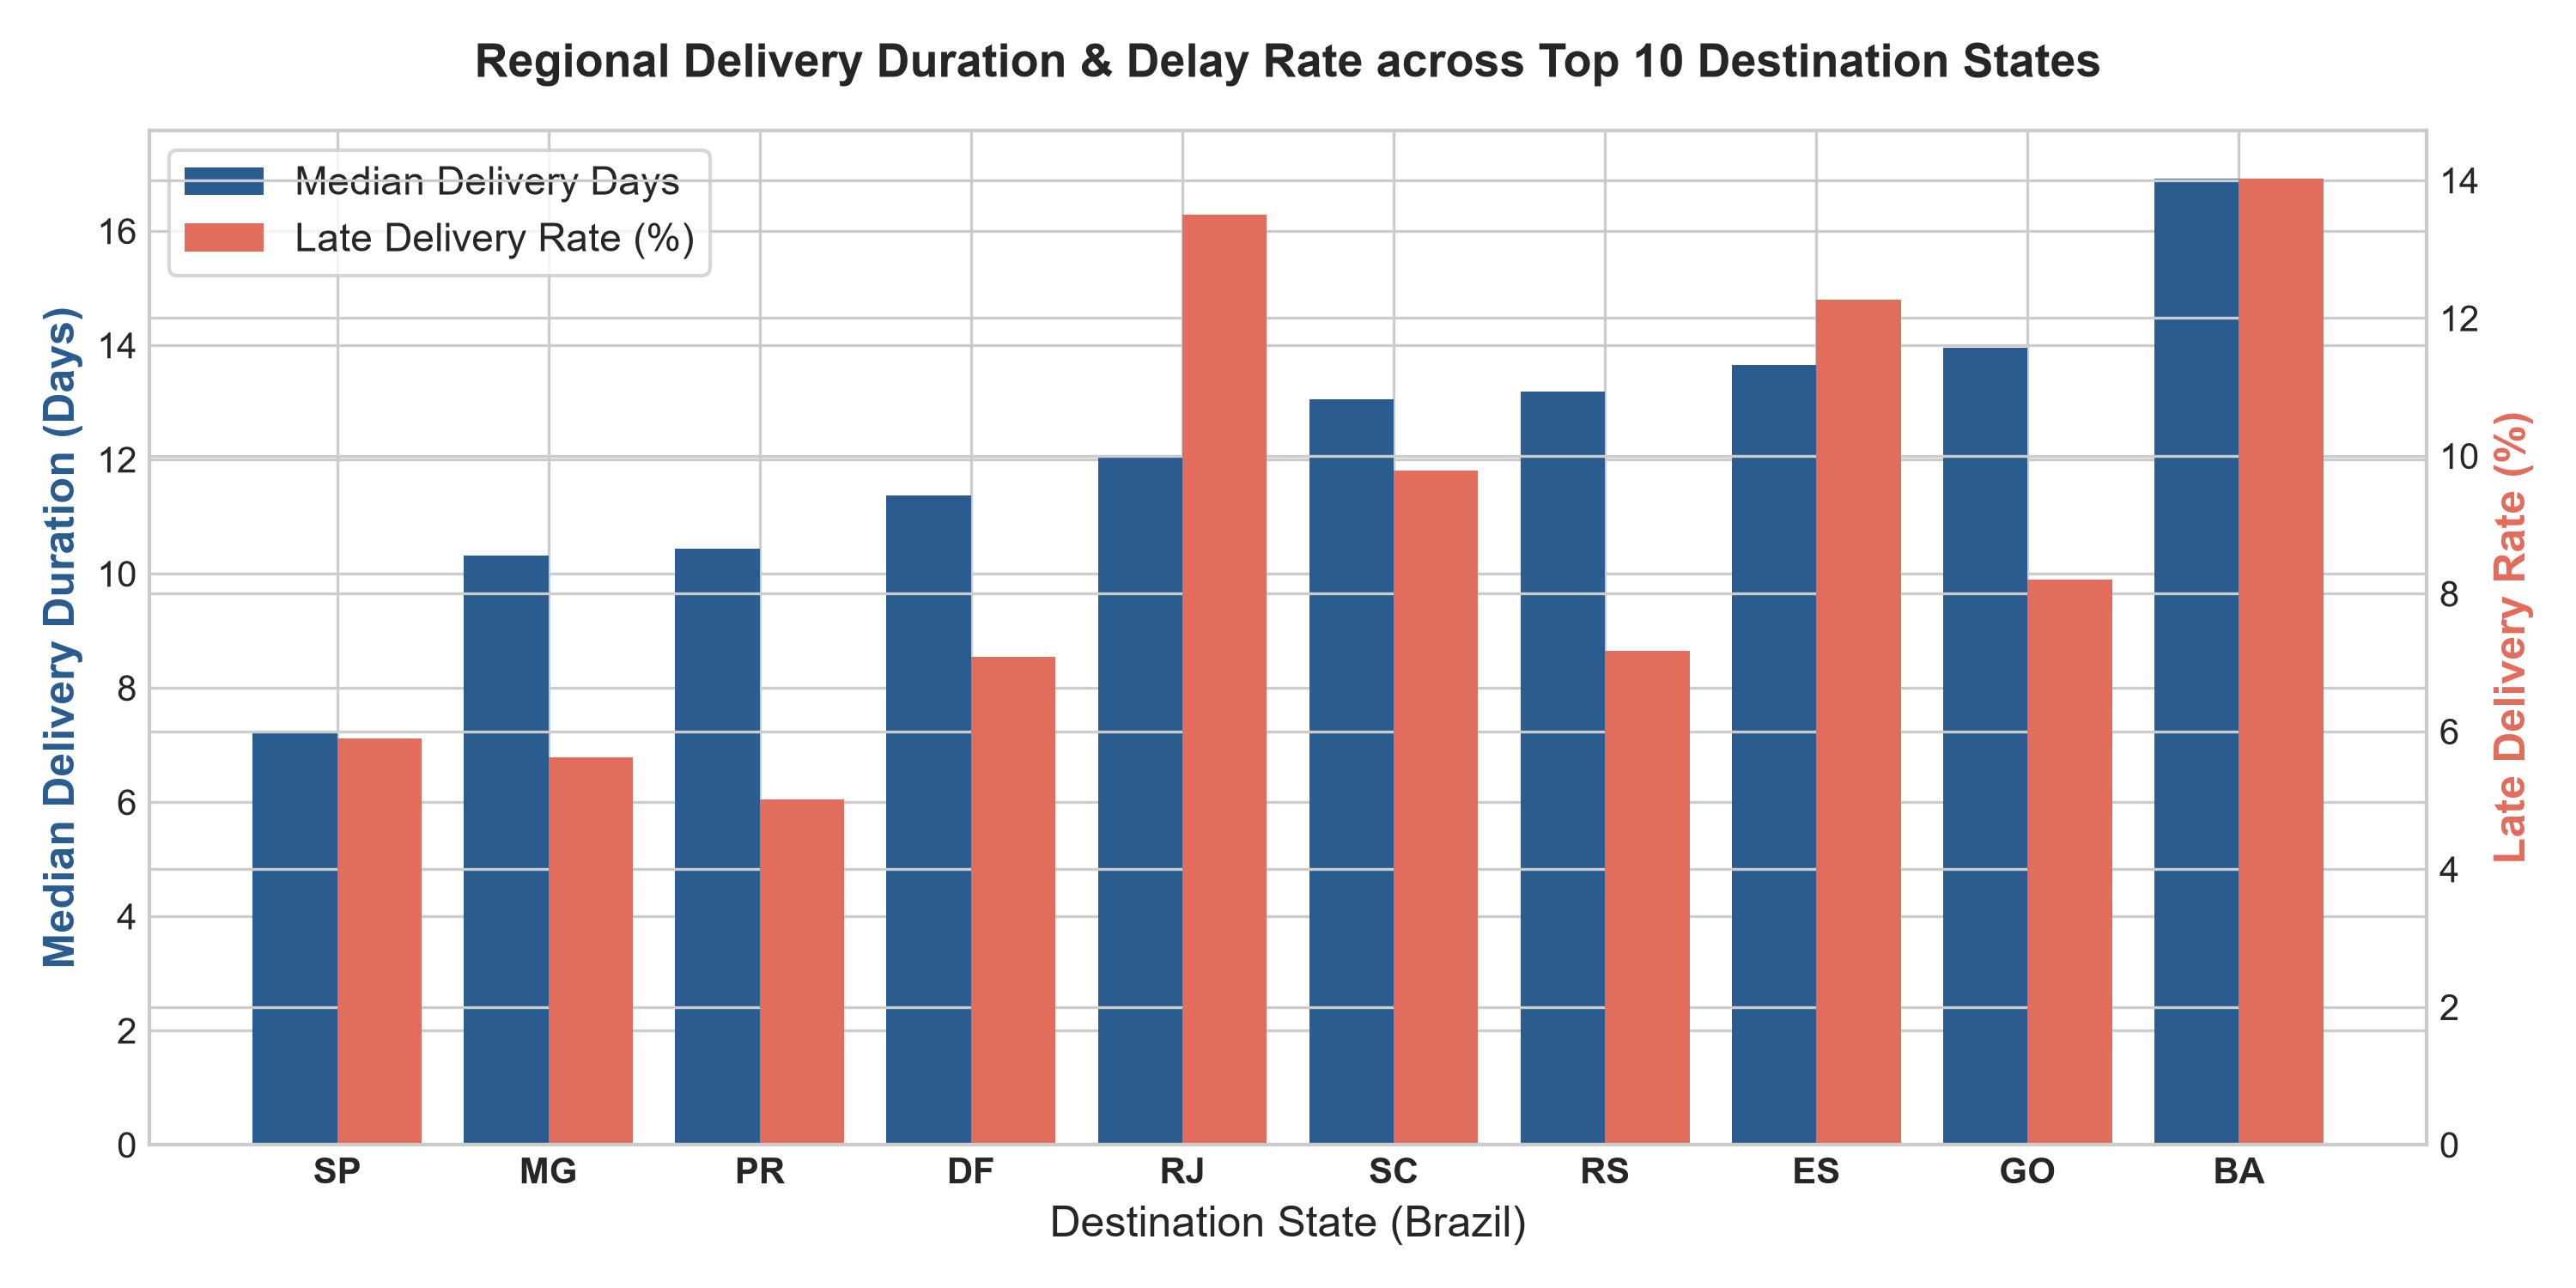 Regional Delivery Duration & Delay Rate across Top 10 Destination States
Median Delivery Days
Late Delivery Rate (%)
Median Delivery Duration (Days)
16
14
12
10
8
6
4
2
0
14
12
10
8
6
4
2
0
Late Delivery Rate (%)
SP MG PR DF RJ SC RS ES GO BA
Destination State (Brazil)